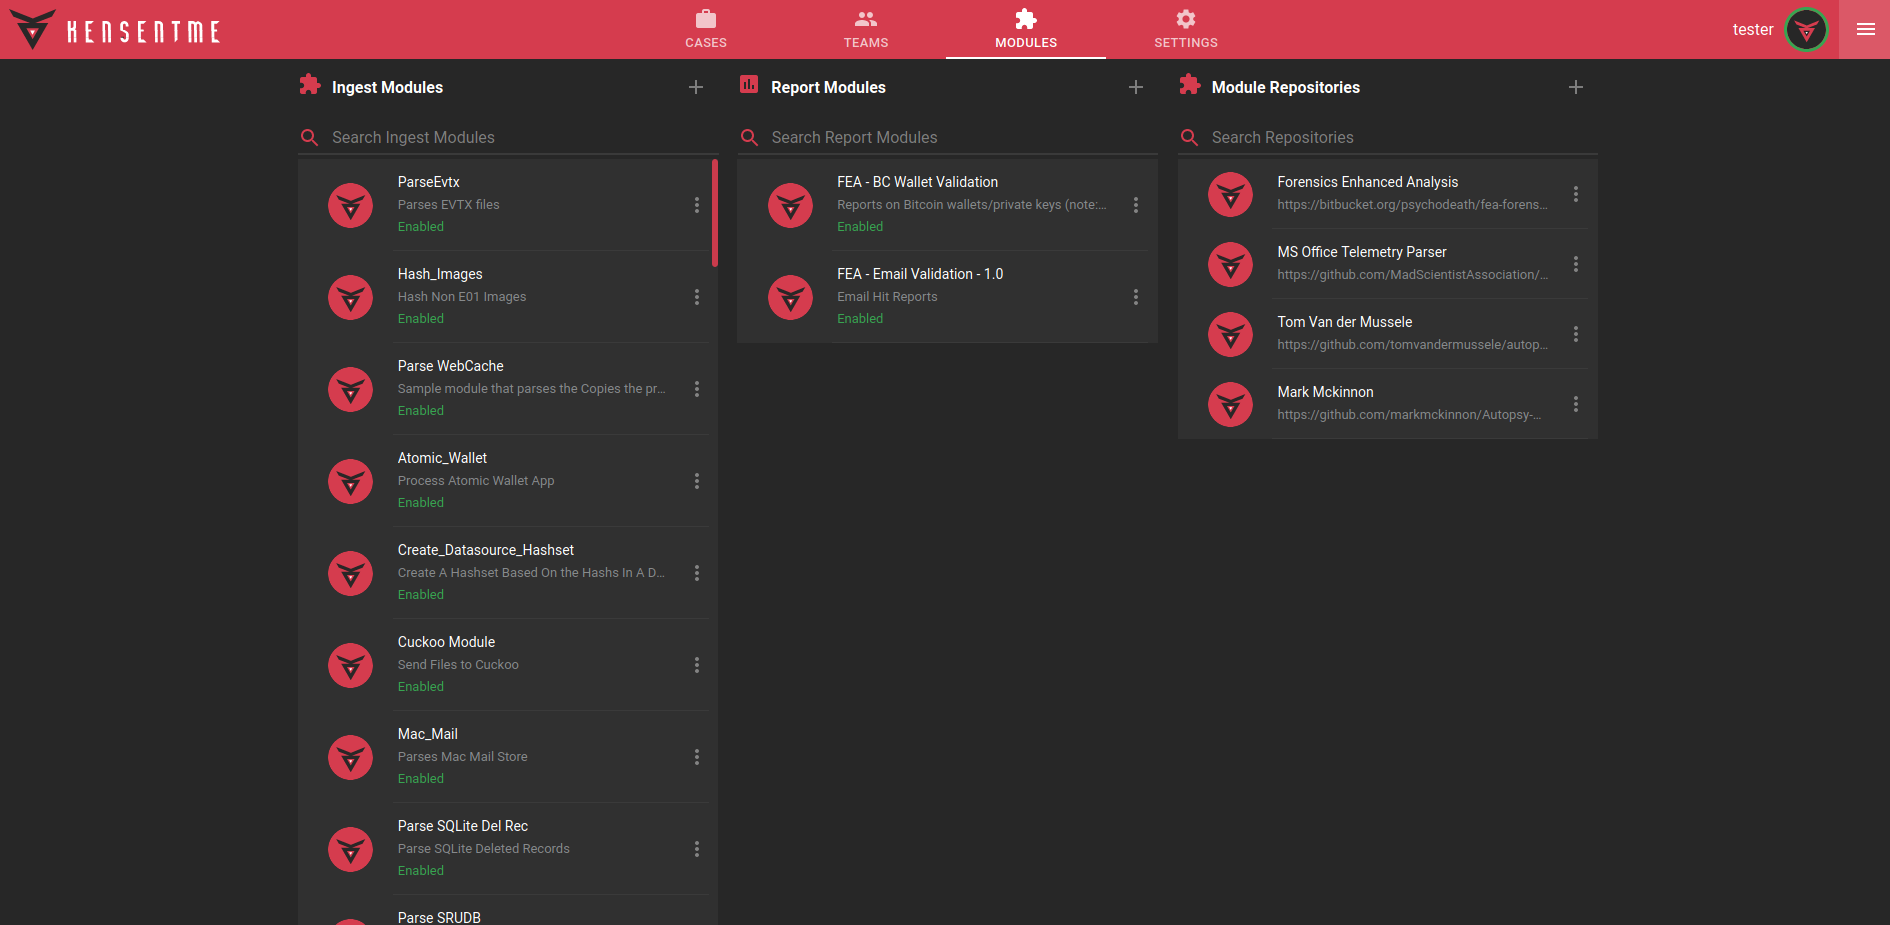 KENSENTME
CASES
TEAMS
MODULES
SETTINGS
tester
Ingest Modules
Search Ingest Modules
ParseEvtx
Parses EVTX files
Enabled
Hash_Images
Hash Non E01 Images
Enabled
Parse WebCache
Sample module that parses the Copies the pr...
Enabled
Atomic_Wallet
Process Atomic Wallet App
Enabled
Create_Datasource_Hashset
Create A Hashset Based On the Hashs In A D...
Enabled
Cuckoo Module
Send Files to Cuckoo
Enabled
Mac_Mail
Parses Mac Mail Store
Enabled
Parse SQLite Del Rec
Parse SQLite Deleted Records
Enabled
Parse SRUDB
Report Modules
Search Report Modules
FEA - BC Wallet Validation
Reports on Bitcoin wallets/private keys (note:...
Enabled
FEA - Email Validation - 1.0
Email Hit Reports
Enabled
Module Repositories
Search Repositories
Forensics Enhanced Analysis
https://bitbucket.org/psychodeath/fea-forens...
MS Office Telemetry Parser
https://github.com/MadScientistAssociation/...
Tom Van der Mussele
https://github.com/tomvandermussele/autop...
Mark Mckinnon
https://github.com/markmckinnon/Autopsy-...